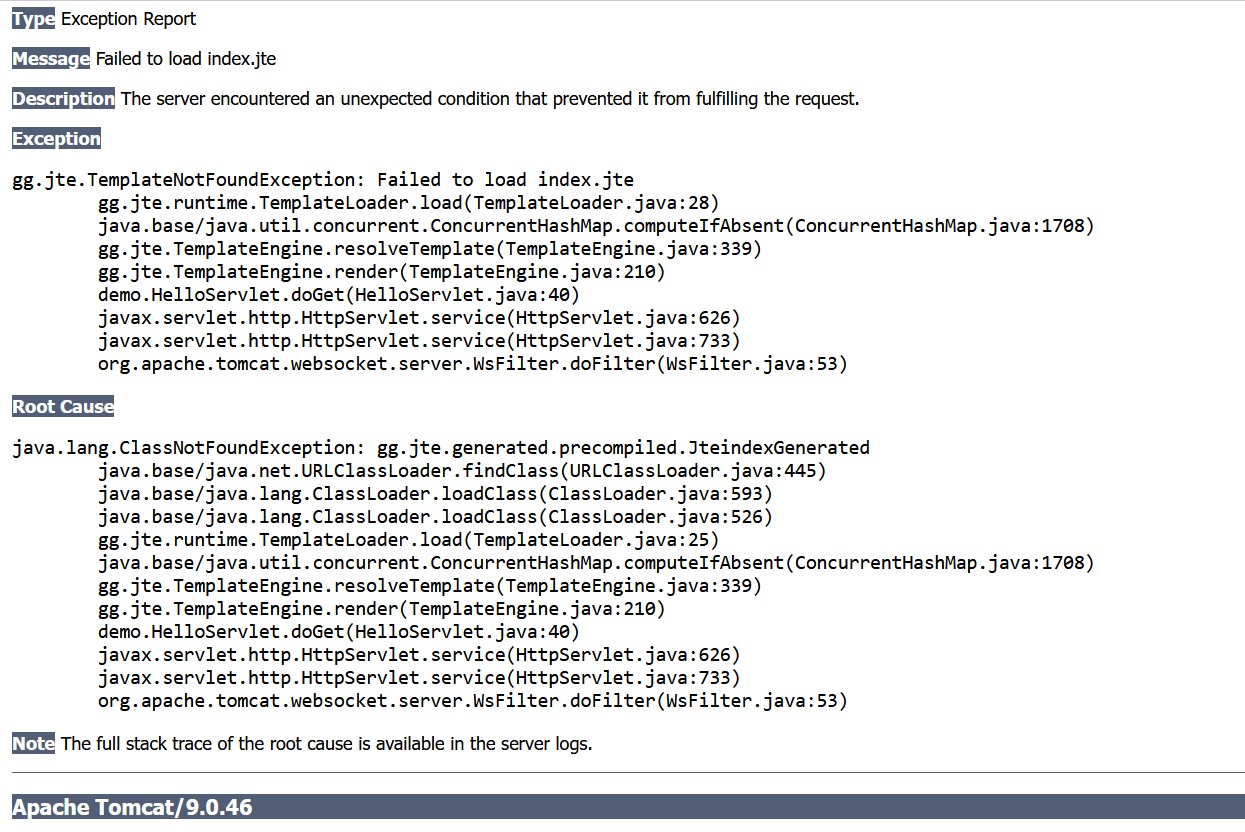 Type Exception Report
Message Failed to load index.jte
Description The server encountered an unexpected condition that prevented it from fulfilling the request.
Exception
gg.jte.TemplateNotFoundException: Failed to load index.jte
gg.jte.runtime.TemplateLoader.load(TemplateLoader.java:28)
java.base/java.util.concurrent.ConcurrentHashMap.computeIfAbsent(ConcurrentHashMap.java:1708)
gg.jte.TemplateEngine.resolveTemplate(TemplateEngine.java:339)
gg.jte.TemplateEngine.render(TemplateEngine.java:210)
demo.HelloServlet.doGet(HelloServlet.java:40)
javax.servlet.http.HttpServlet.service(HttpServlet.java:626)
javax.servlet.http.HttpServlet.service(HttpServlet.java:733)
org.apache.tomcat.websocket.server.WsFilter.doFilter(WsFilter.java:53)
Root Cause
java.lang.ClassNotFoundException: gg.jte.generated.precompiled.JteindexGenerated
java.base/java.net.URLClassLoader.findClass(URLClassLoader.java:445)
java.base/java.lang.ClassLoader.loadClass(ClassLoader.java:593)
java.base/java.lang.ClassLoader.loadClass(ClassLoader.java:526)
gg.jte.runtime.TemplateLoader.load(TemplateLoader.java:25)
java.base/java.util.concurrent.ConcurrentHashMap.computeIfAbsent(ConcurrentHashMap.java:1708)
gg.jte.TemplateEngine.resolveTemplate(TemplateEngine.java:339)
gg.jte.TemplateEngine.render(TemplateEngine.java:210)
demo.HelloServlet.doGet(HelloServlet.java:40)
javax.servlet.http.HttpServlet.service(HttpServlet.java:626)
javax.servlet.http.HttpServlet.service(HttpServlet.java:733)
org.apache.tomcat.websocket.server.WsFilter.doFilter(WsFilter.java:53)
Note The full stack trace of the root cause is available in the server logs.
Apache Tomcat/9.0.46